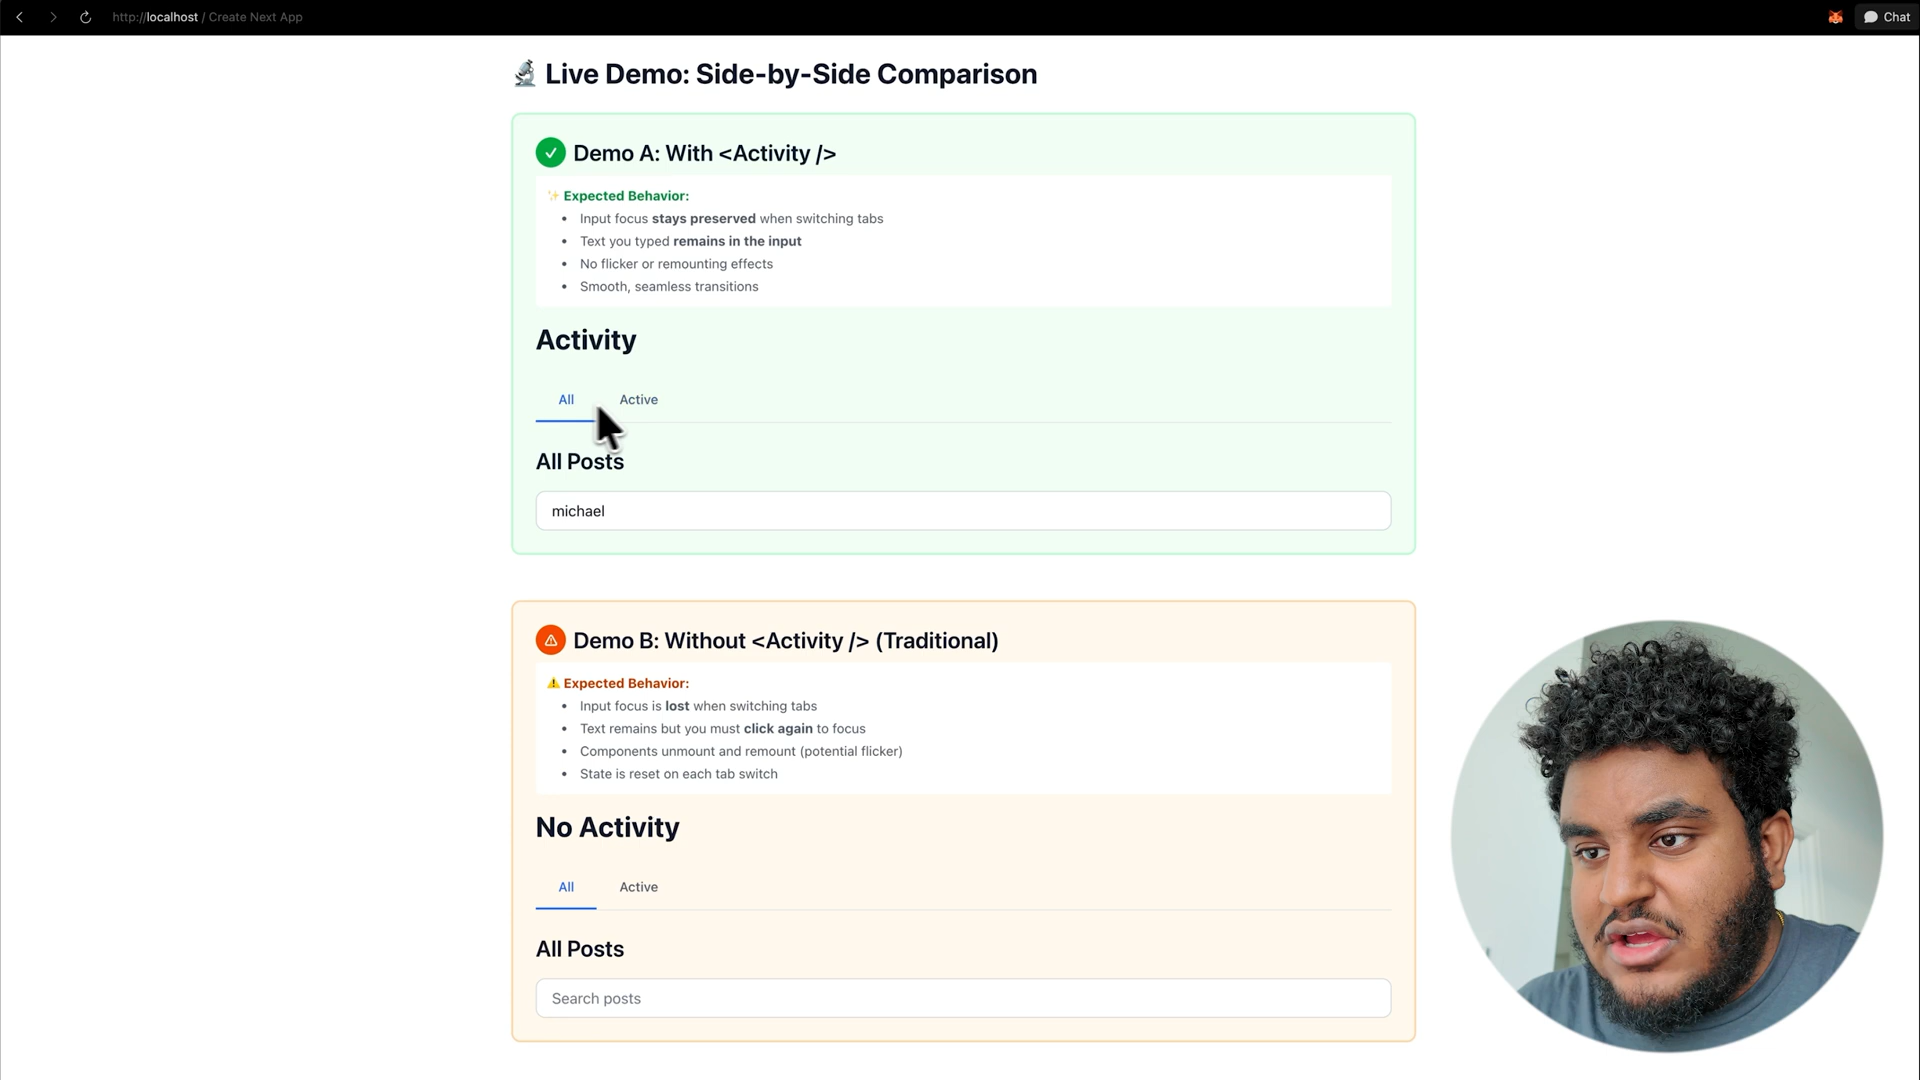 http://localhost / Create Next App
Chat
Live Demo: Side-by-Side Comparison
Demo A: With <Activity />
Expected Behavior:
Input focus stays preserved when switching tabs
Text you typed remains in the input
No flicker or remounting effects
Smooth, seamless transitions
Activity
All Active
All Posts
michael
Demo B: Without <Activity /> (Traditional)
Expected Behavior:
Input focus is lost when switching tabs
Text remains but you must click again to focus
Components unmount and remount (potential flicker)
State is reset on each tab switch
No Activity
All Active
All Posts
Search posts